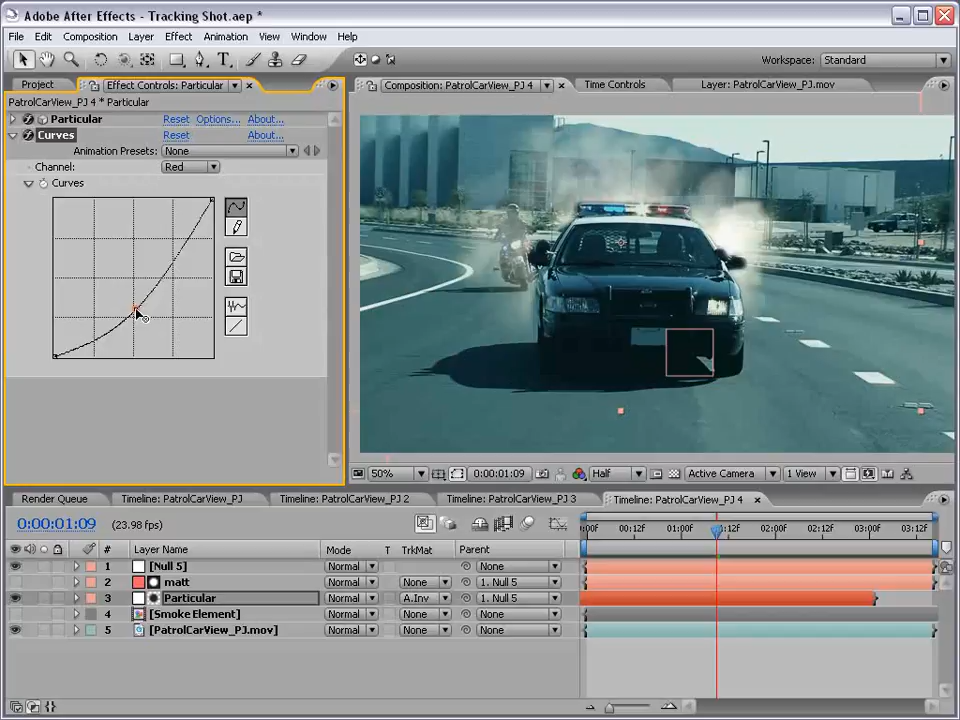 Adobe After Effects - Tracking Shot.aep *
File Edit Composition Layer Effect Animation View Window Help
T Workspace: Standard
Project Effect Controls: Particular Composition: PatrolCarView_PJ 4 Time Controls Layer: PatrolCarView_PJ.mov
PatrolCarView_PJ 4 * Particular
Particular Reset Options... About...
Curves Reset About...
Animation Presets: None
Channel: Red
Curves
50% 0:00:01:09 Half Active Camera 1 View
Render Queue Timeline: PatrolCarView_PJ Timeline: PatrolCarView_PJ 2 Timeline: PatrolCarView_PJ 3 Timeline: PatrolCarView_PJ 4
0:00:01:09 (23.98 fps) :00f 00:12f 01:00f 1:12f 02:00f 02:12f 03:00f 03:12f
# Layer Name Mode T TrkMat Parent
1 [Null 5] Normal None
2 matt Normal None 1. Null 5
3 Particular Normal A.Inv 1. Null 5
4 [Smoke Element] Normal None None
5 [PatrolCarView_PJ.mov] Normal None None